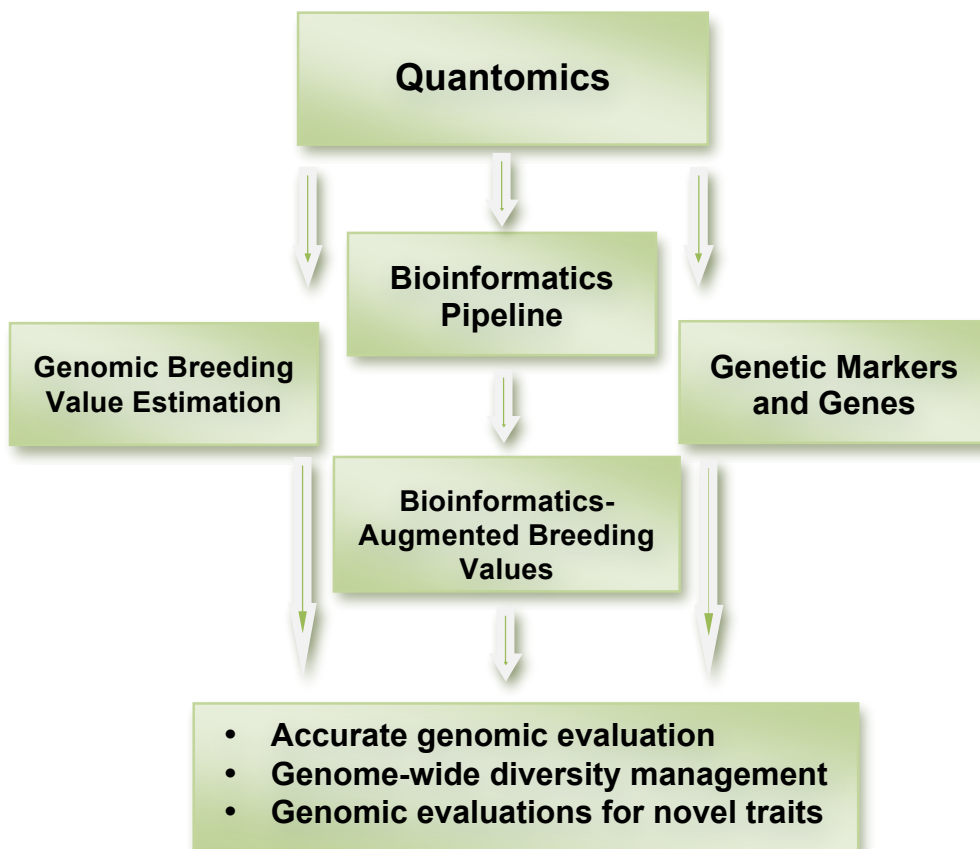 Quantomics
Bioinformatics
Pipeline
Genomic Breeding
Value Estimation
Genetic Markers
and Genes
Bioinformatics-
Augmented Breeding
Values
• Accurate genomic evaluation
• Genome-wide diversity management
• Genomic evaluations for novel traits